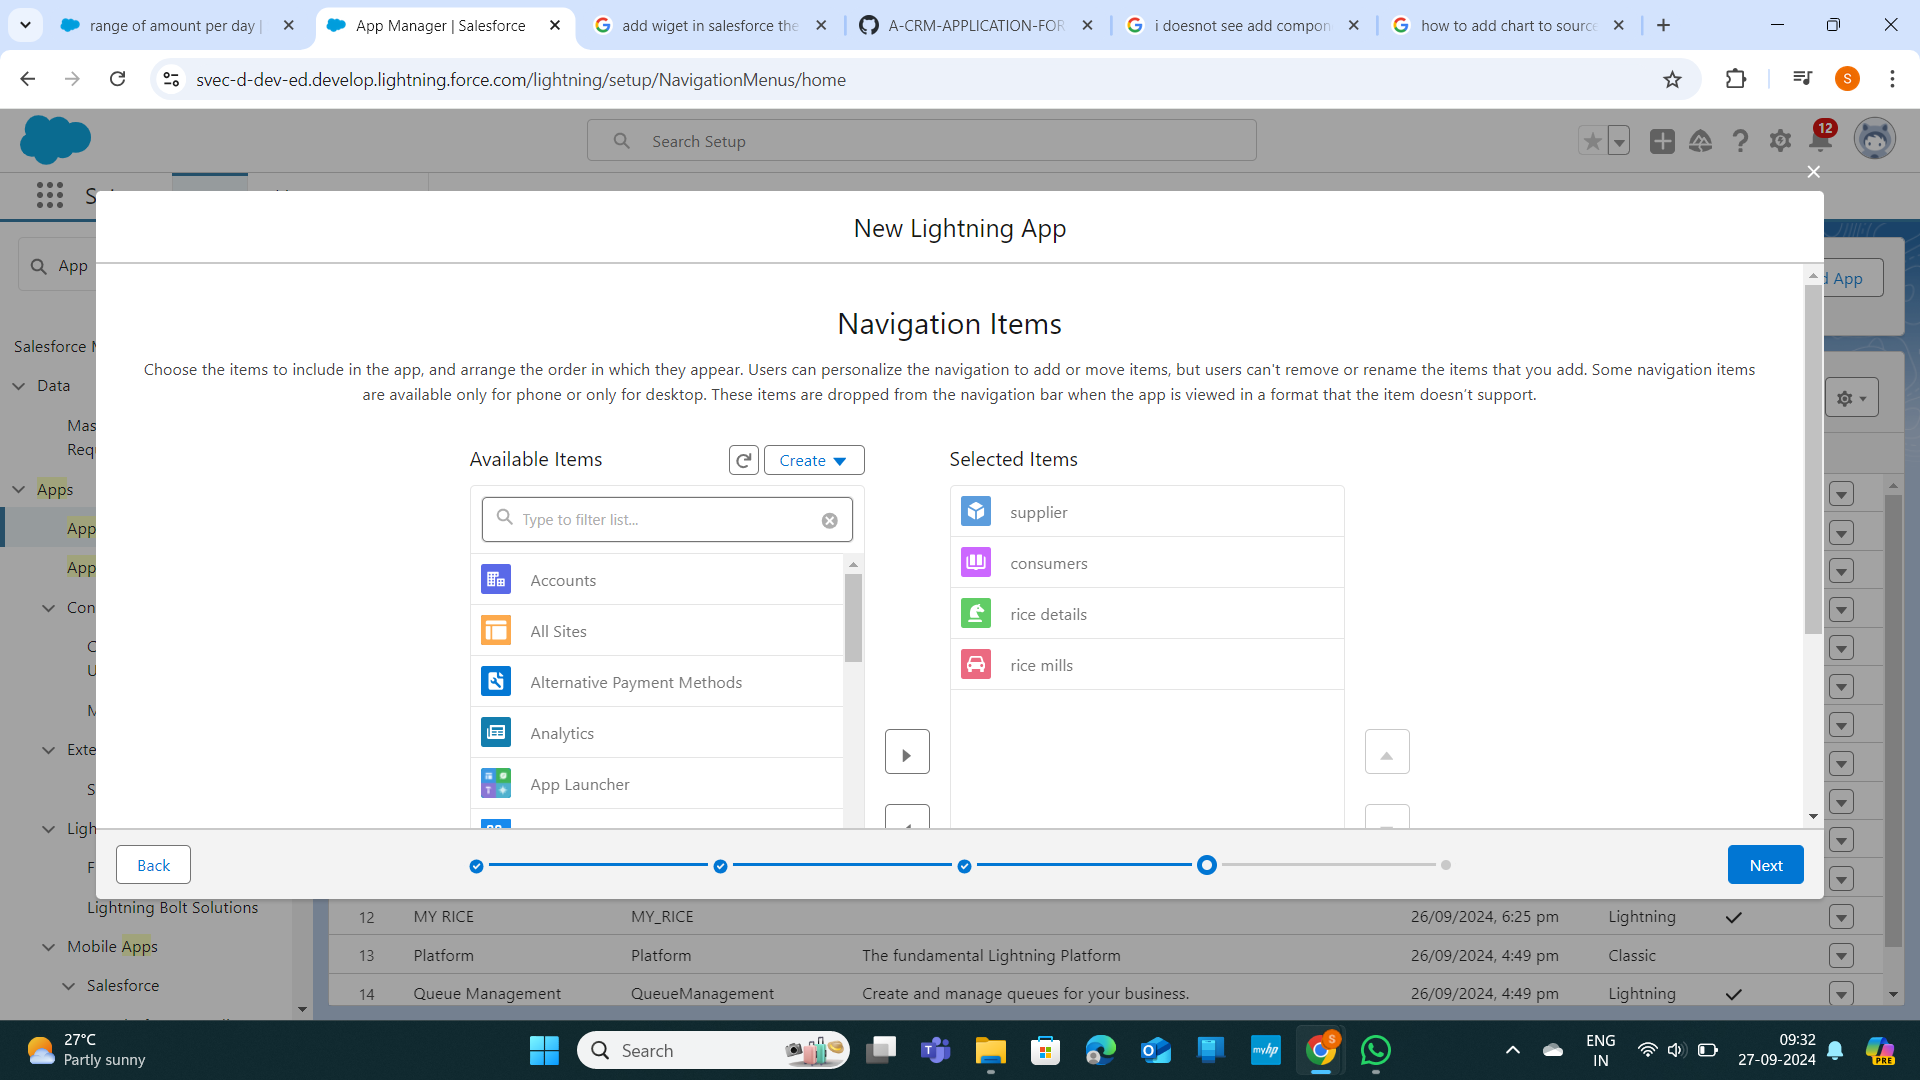 range of amount per day |
App Manager | Salesforce
add wiget in salesforce the
A-CRM-APPLICATION-FOR
i doesnot see add compon
how to add chart to source
svec-d-dev-ed.develop.lightning.force.com/lightning/setup/NavigationMenus/home
S
Search Setup
12
New Lightning App
App
d App
Navigation Items
Choose the items to include in the app, and arrange the order in which they appear. Users can personalize the navigation to add or move items, but users can't remove or rename the items that you add. Some navigation items
are available only for phone or only for desktop. These items are dropped from the navigation bar when the app is viewed in a format that the item doesn’t support.
Salesforce M
Data
Mas
Req
Apps
App
App
Con
C
U
M
Exte
S
Ligh
F
Lightning Bolt Solutions
Mobile Apps
Salesforce
Available Items
Create
Selected Items
Type to filter list...
Accounts
All Sites
Alternative Payment Methods
Analytics
App Launcher
supplier
consumers
rice details
rice mills
Back
Next
12 MY RICE MY_RICE 26/09/2024, 6:25 pm Lightning
13 Platform Platform The fundamental Lightning Platform 26/09/2024, 4:49 pm Classic
14 Queue Management QueueManagement Create and manage queues for your business. 26/09/2024, 4:49 pm Lightning
27°C
Partly sunny
Search
myhp
S
ENG
IN
09:32
27-09-2024
PRE